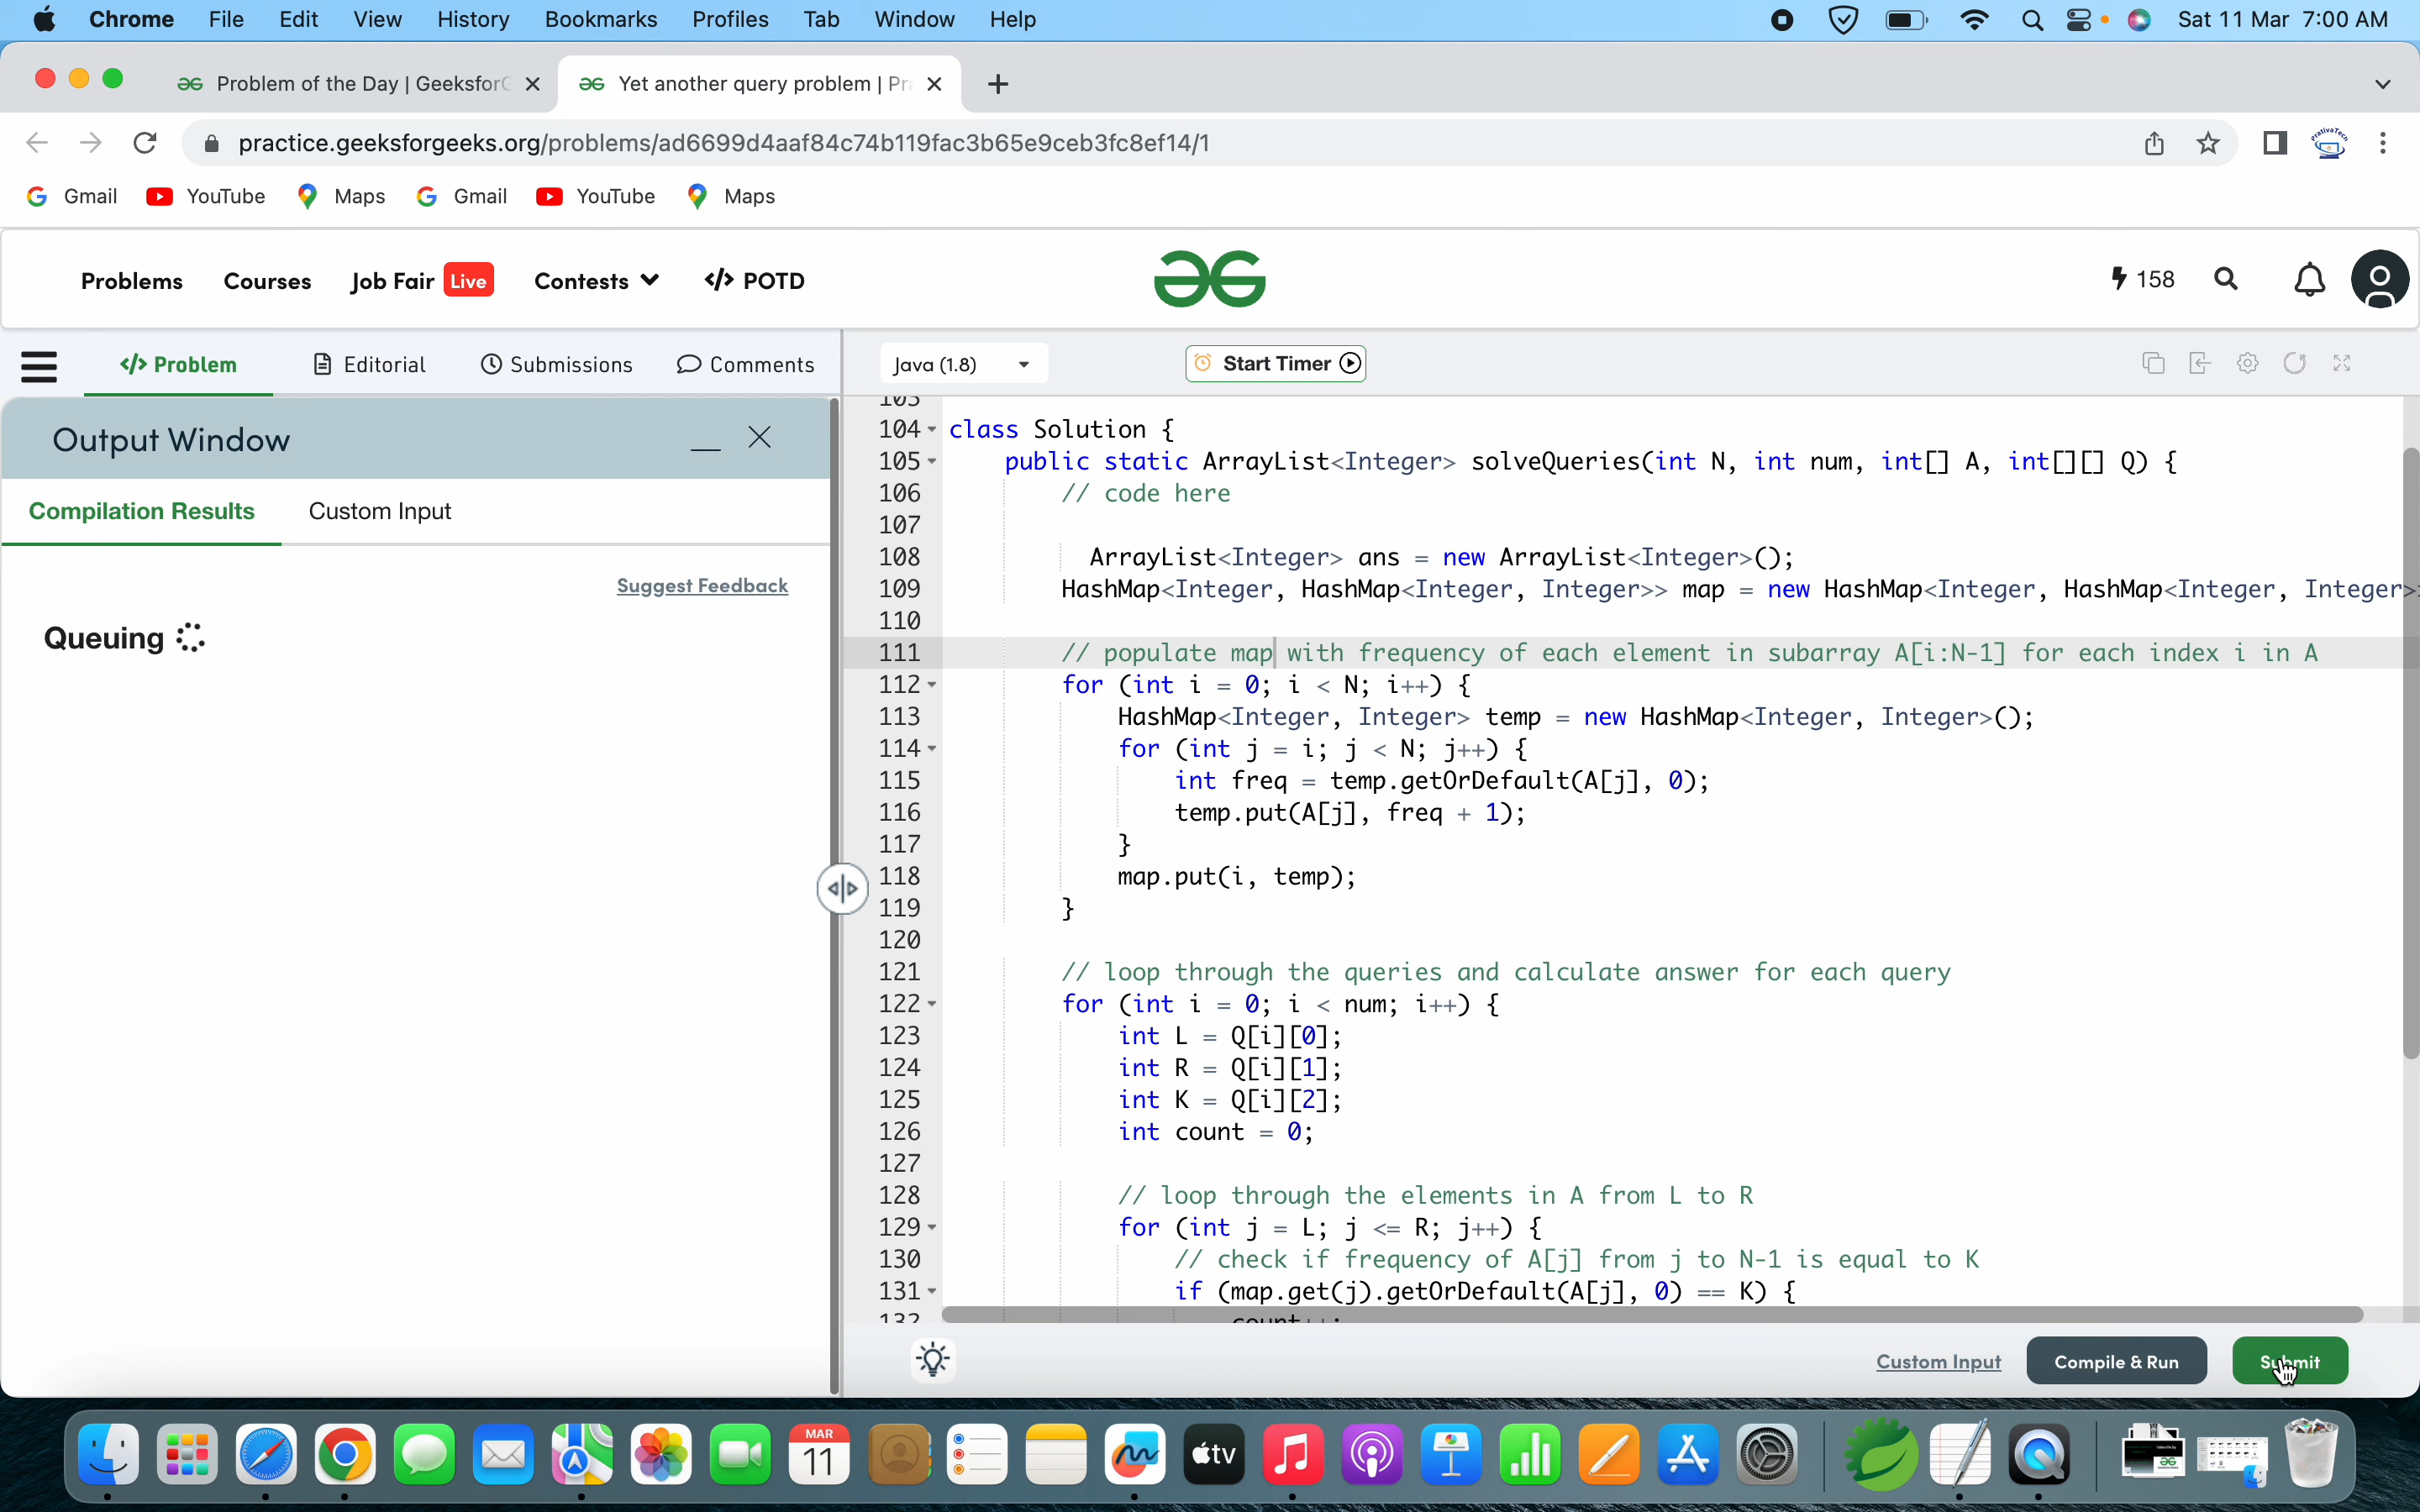 Chrome File Edit View History Bookmarks Profiles Tab Window Help Sat 11 Mar 7:00 AM
Problem of the Day | Geeksfor Yet another query problem | Pr
practice.geeksforgeeks.org/problems/ad6699d4aaf84c74b119fac3b65e9ceb3fc8ef14/1
Gmail YouTube Maps Gmail YouTube Maps
Problems Courses Job Fair Live Contests </> POTD 158
</> Problem Editorial Submissions Comments Java (1.8) Start Timer
Output Window
Compilation Results Custom Input
Suggest Feedback
Queuing
103
104 class Solution {
105 public static ArrayList<Integer> solveQueries(int N, int num, int[] A, int[][] Q) {
106 // code here
107
108 ArrayList<Integer> ans = new ArrayList<Integer>();
109 HashMap<Integer, HashMap<Integer, Integer>> map = new HashMap<Integer, HashMap<Integer, Integer>
110
111 // populate map with frequency of each element in subarray A[i:N-1] for each index i in A
112 for (int i = 0; i < N; i++) {
113 HashMap<Integer, Integer> temp = new HashMap<Integer, Integer>();
114 for (int j = i; j < N; j++) {
115 int freq = temp.getOrDefault(A[j], 0);
116 temp.put(A[j], freq + 1);
117 }
118 map.put(i, temp);
119 }
120
121 // loop through the queries and calculate answer for each query
122 for (int i = 0; i < num; i++) {
123 int L = Q[i][0];
124 int R = Q[i][1];
125 int K = Q[i][2];
126 int count = 0;
127
128 // loop through the elements in A from L to R
129 for (int j = L; j <= R; j++) {
130 // check if frequency of A[j] from j to N-1 is equal to K
131 if (map.get(j).getOrDefault(A[j], 0) == K) {
132 count++;
Custom Input Compile & Run Submit
MAR
11
tv